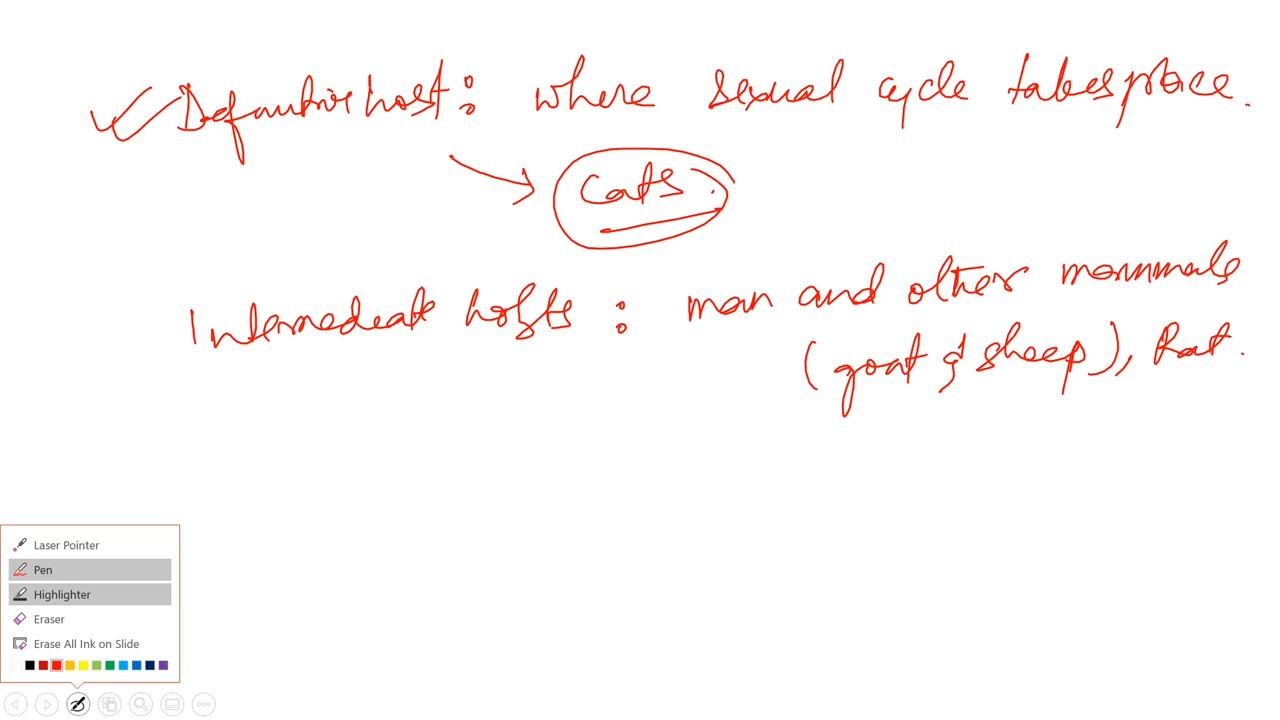 Definitive host : where sexual cycle takes place.
Cats.
Intermediate hosts : man and other mammals
(goat & sheep), Rat.
Laser Pointer
Pen
Highlighter
Eraser
Erase All Ink on Slide